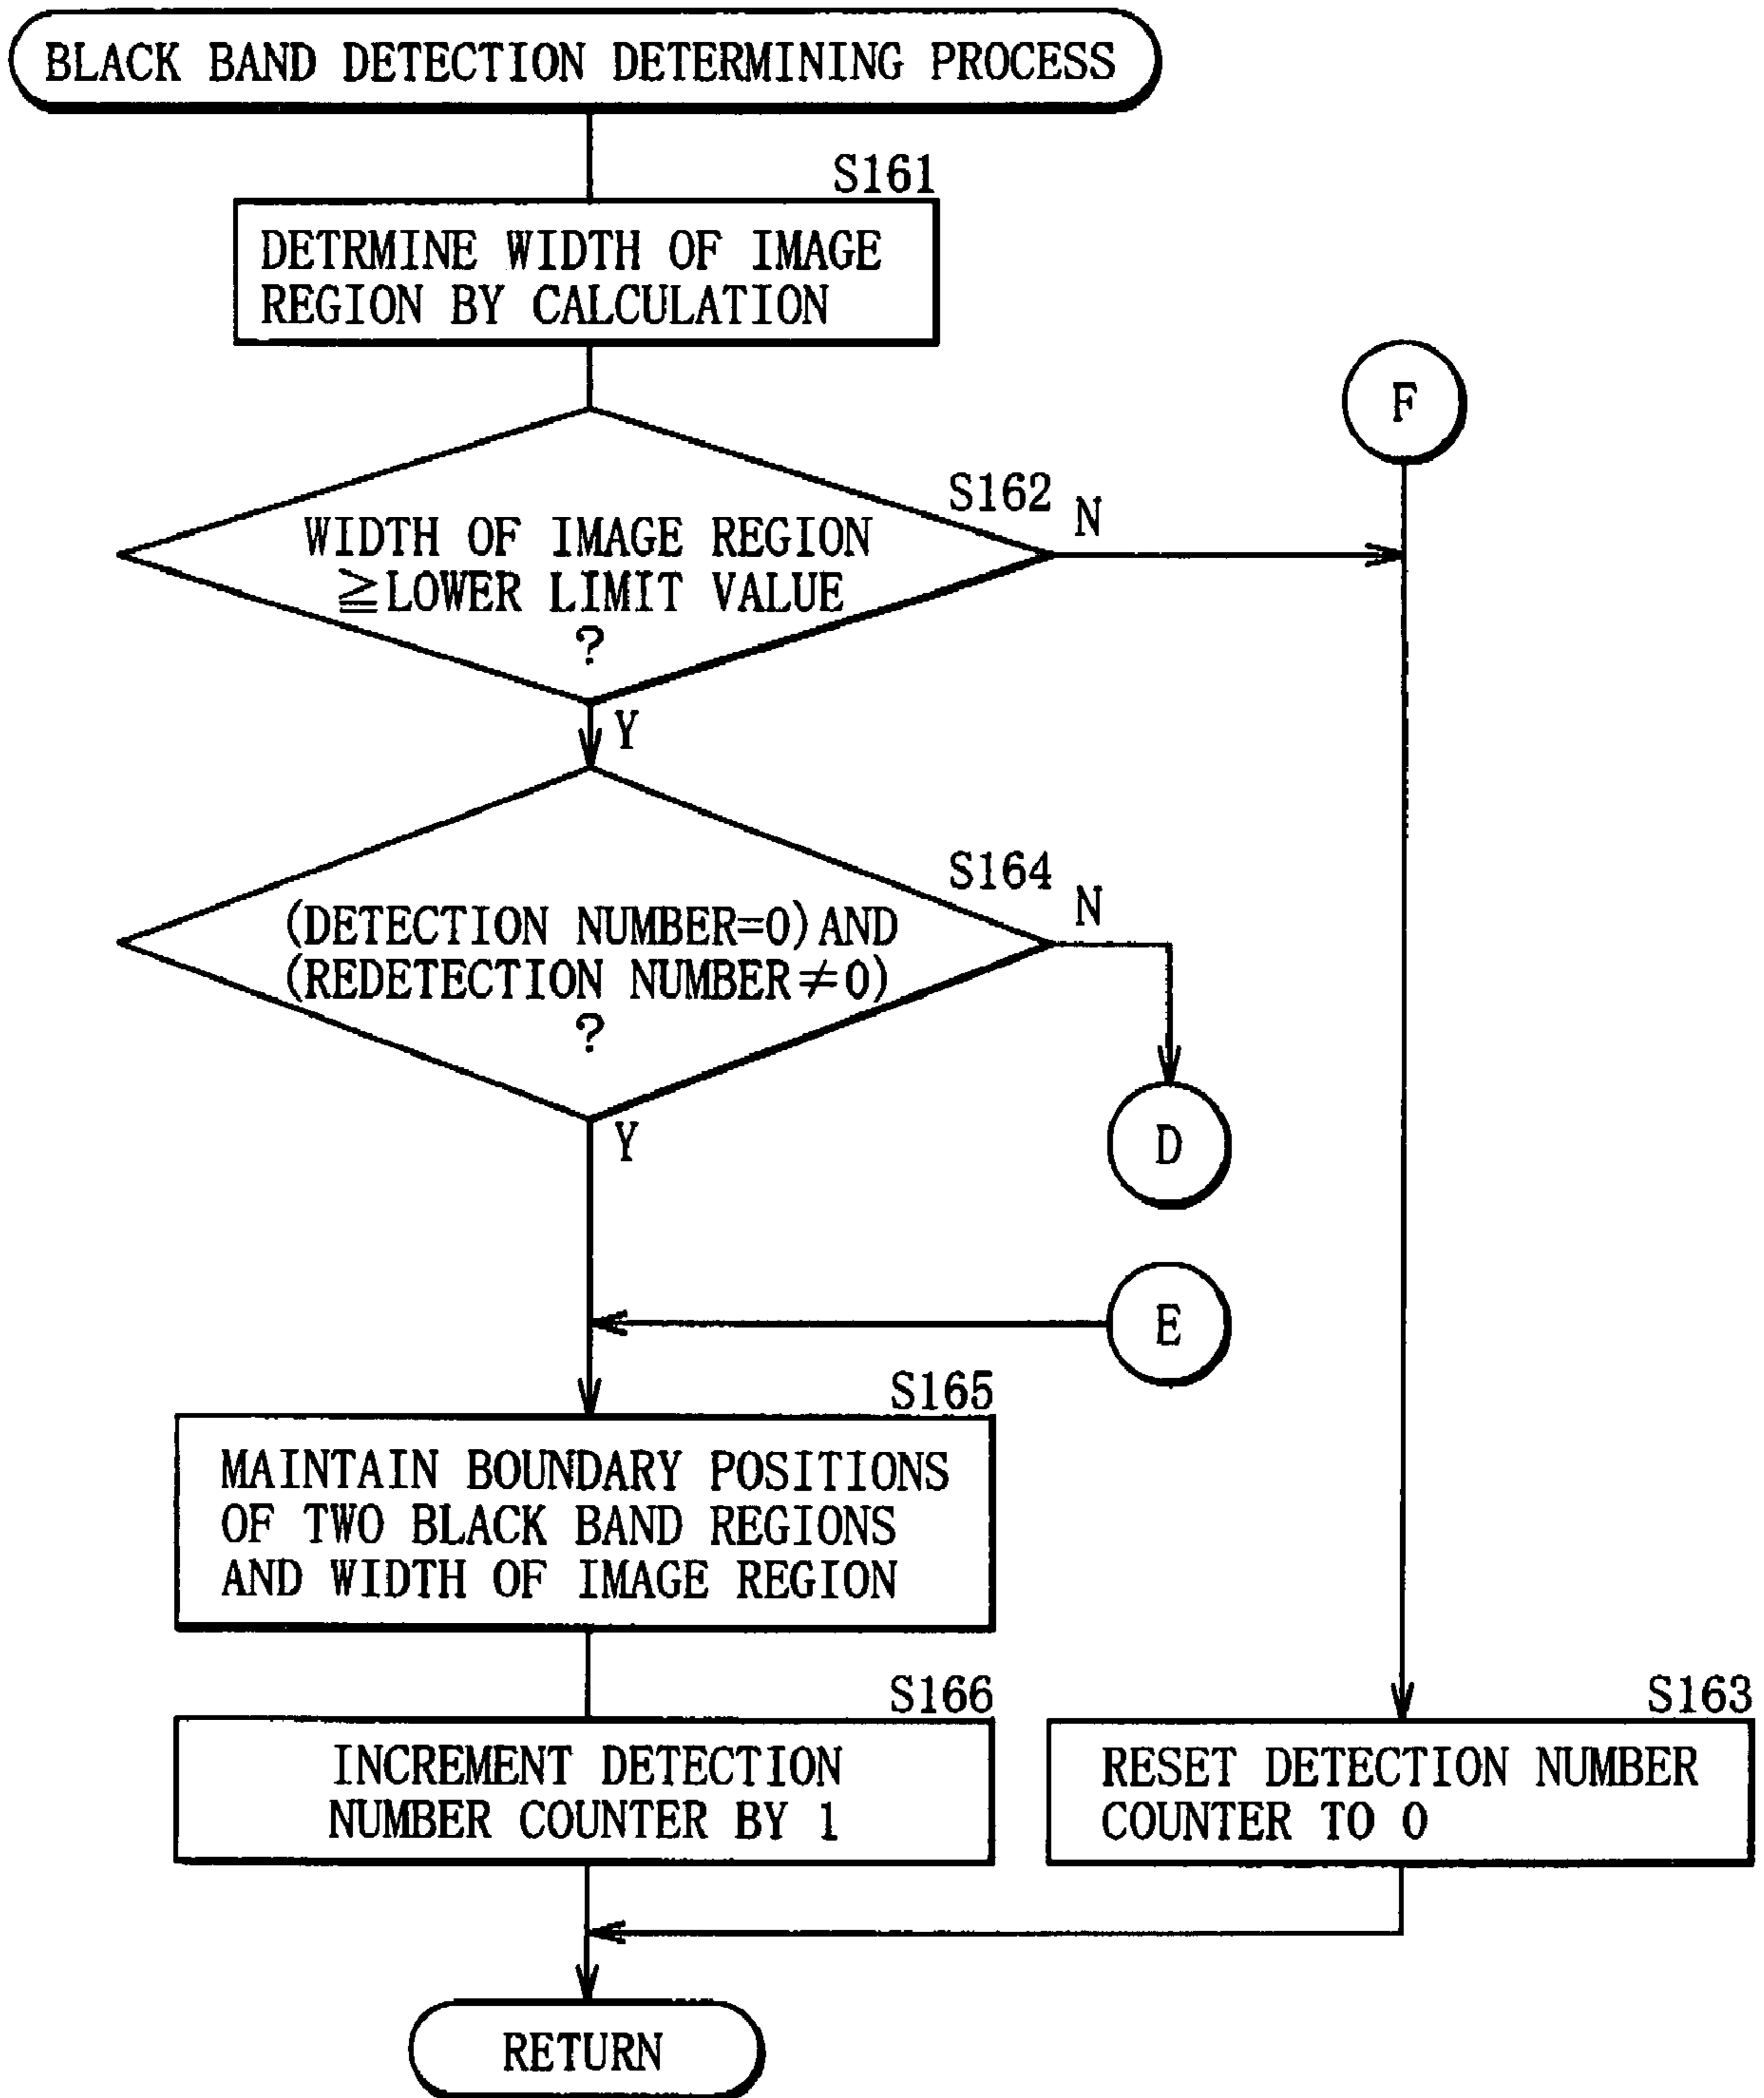 BLACK BAND DETECTION DETERMINING PROCESS
S161
DETRMINE WIDTH OF IMAGE
REGION BY CALCULATION
F
S162
N
WIDTH OF IMAGE REGION
≧LOWER LIMIT VALUE
?
Y
S164
N
(DETECTION NUMBER=0) AND
(REDETECTION NUMBER≠0)
?
D
Y
E
S165
MAINTAIN BOUNDARY POSITIONS
OF TWO BLACK BAND REGIONS
AND WIDTH OF IMAGE REGION
S166
INCREMENT DETECTION
NUMBER COUNTER BY 1
S163
RESET DETECTION NUMBER
COUNTER TO 0
RETURN